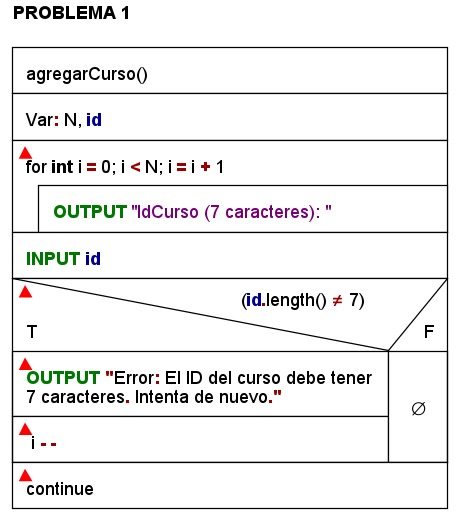 PROBLEMA 1
agregarCurso()
Var: N, id
for int i = 0; i < N; i = i + 1
OUTPUT "IdCurso (7 caracteres): "
INPUT id
(id.length() ≠ 7)
T F
OUTPUT "Error: El ID del curso debe tener
7 caracteres. Intenta de nuevo."
∅
i - -
continue